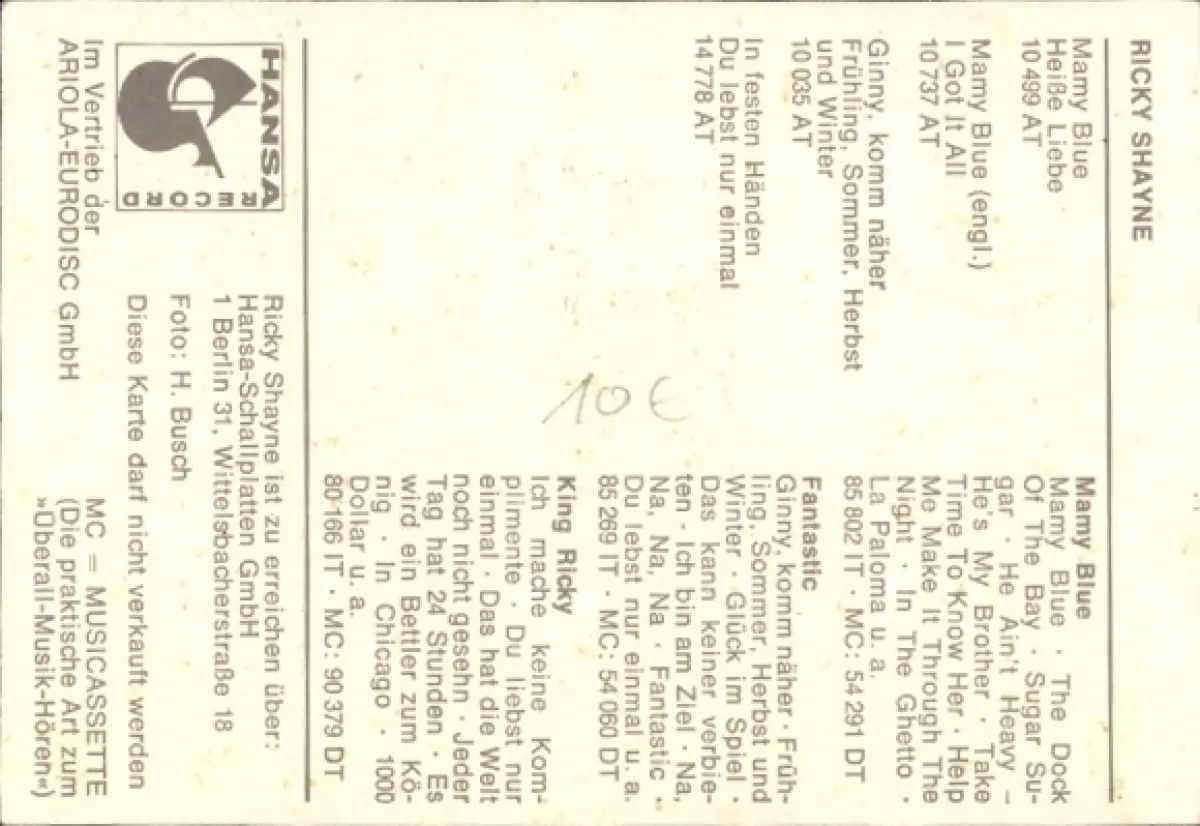 RICKY SHAYNE
Mamy Blue
Heiße Liebe
10 499 AT
Mamy Blue (engl.)
I Got It All
10 737 AT
Ginny, komm näher
Frühling, Sommer, Herbst
und Winter
10 035 AT
In festen Händen
Du lebst nur einmal
14 778 AT
Mamy Blue
Mamy Blue · The Dock
Of The Bay · Sugar Su-
gar · He Ain't Heavy –
He's My Brother · Take
Time To Know Her · Help
Me Make It Through The
Night · In The Ghetto ·
La Paloma u. a.
85 802 IT · MC: 54 291 DT
Fantastic
Ginny, komm näher · Früh-
ling, Sommer, Herbst und
Winter · Glück im Spiel ·
Das kann keiner verbie-
ten · Ich bin am Ziel · Na,
Na, Na, Na · Fantastic ·
Du lebst nur einmal u. a.
85 269 IT · MC: 54 060 DT
King Ricky
Ich mache keine Kom-
plimente · Du liebst nur
einmal · Das hat die Welt
noch nicht gesehn · Jeder
Tag hat 24 Stunden · Es
wird ein Bettler zum Kö-
nig · In Chicago · 1000
Dollar u. a.
80 166 IT · MC: 90 379 DT
10 €
HANSA
RECORD
Im Vertrieb der
ARIOLA-EURODISC GmbH
Ricky Shayne ist zu erreichen über:
Hansa-Schallplatten GmbH
1 Berlin 31, Wittelsbacherstraße 18
Foto: H. Busch
Diese Karte darf nicht verkauft werden
MC = MUSICASSETTE
(Die praktische Art zum
»Überall-Musik-Hören«)